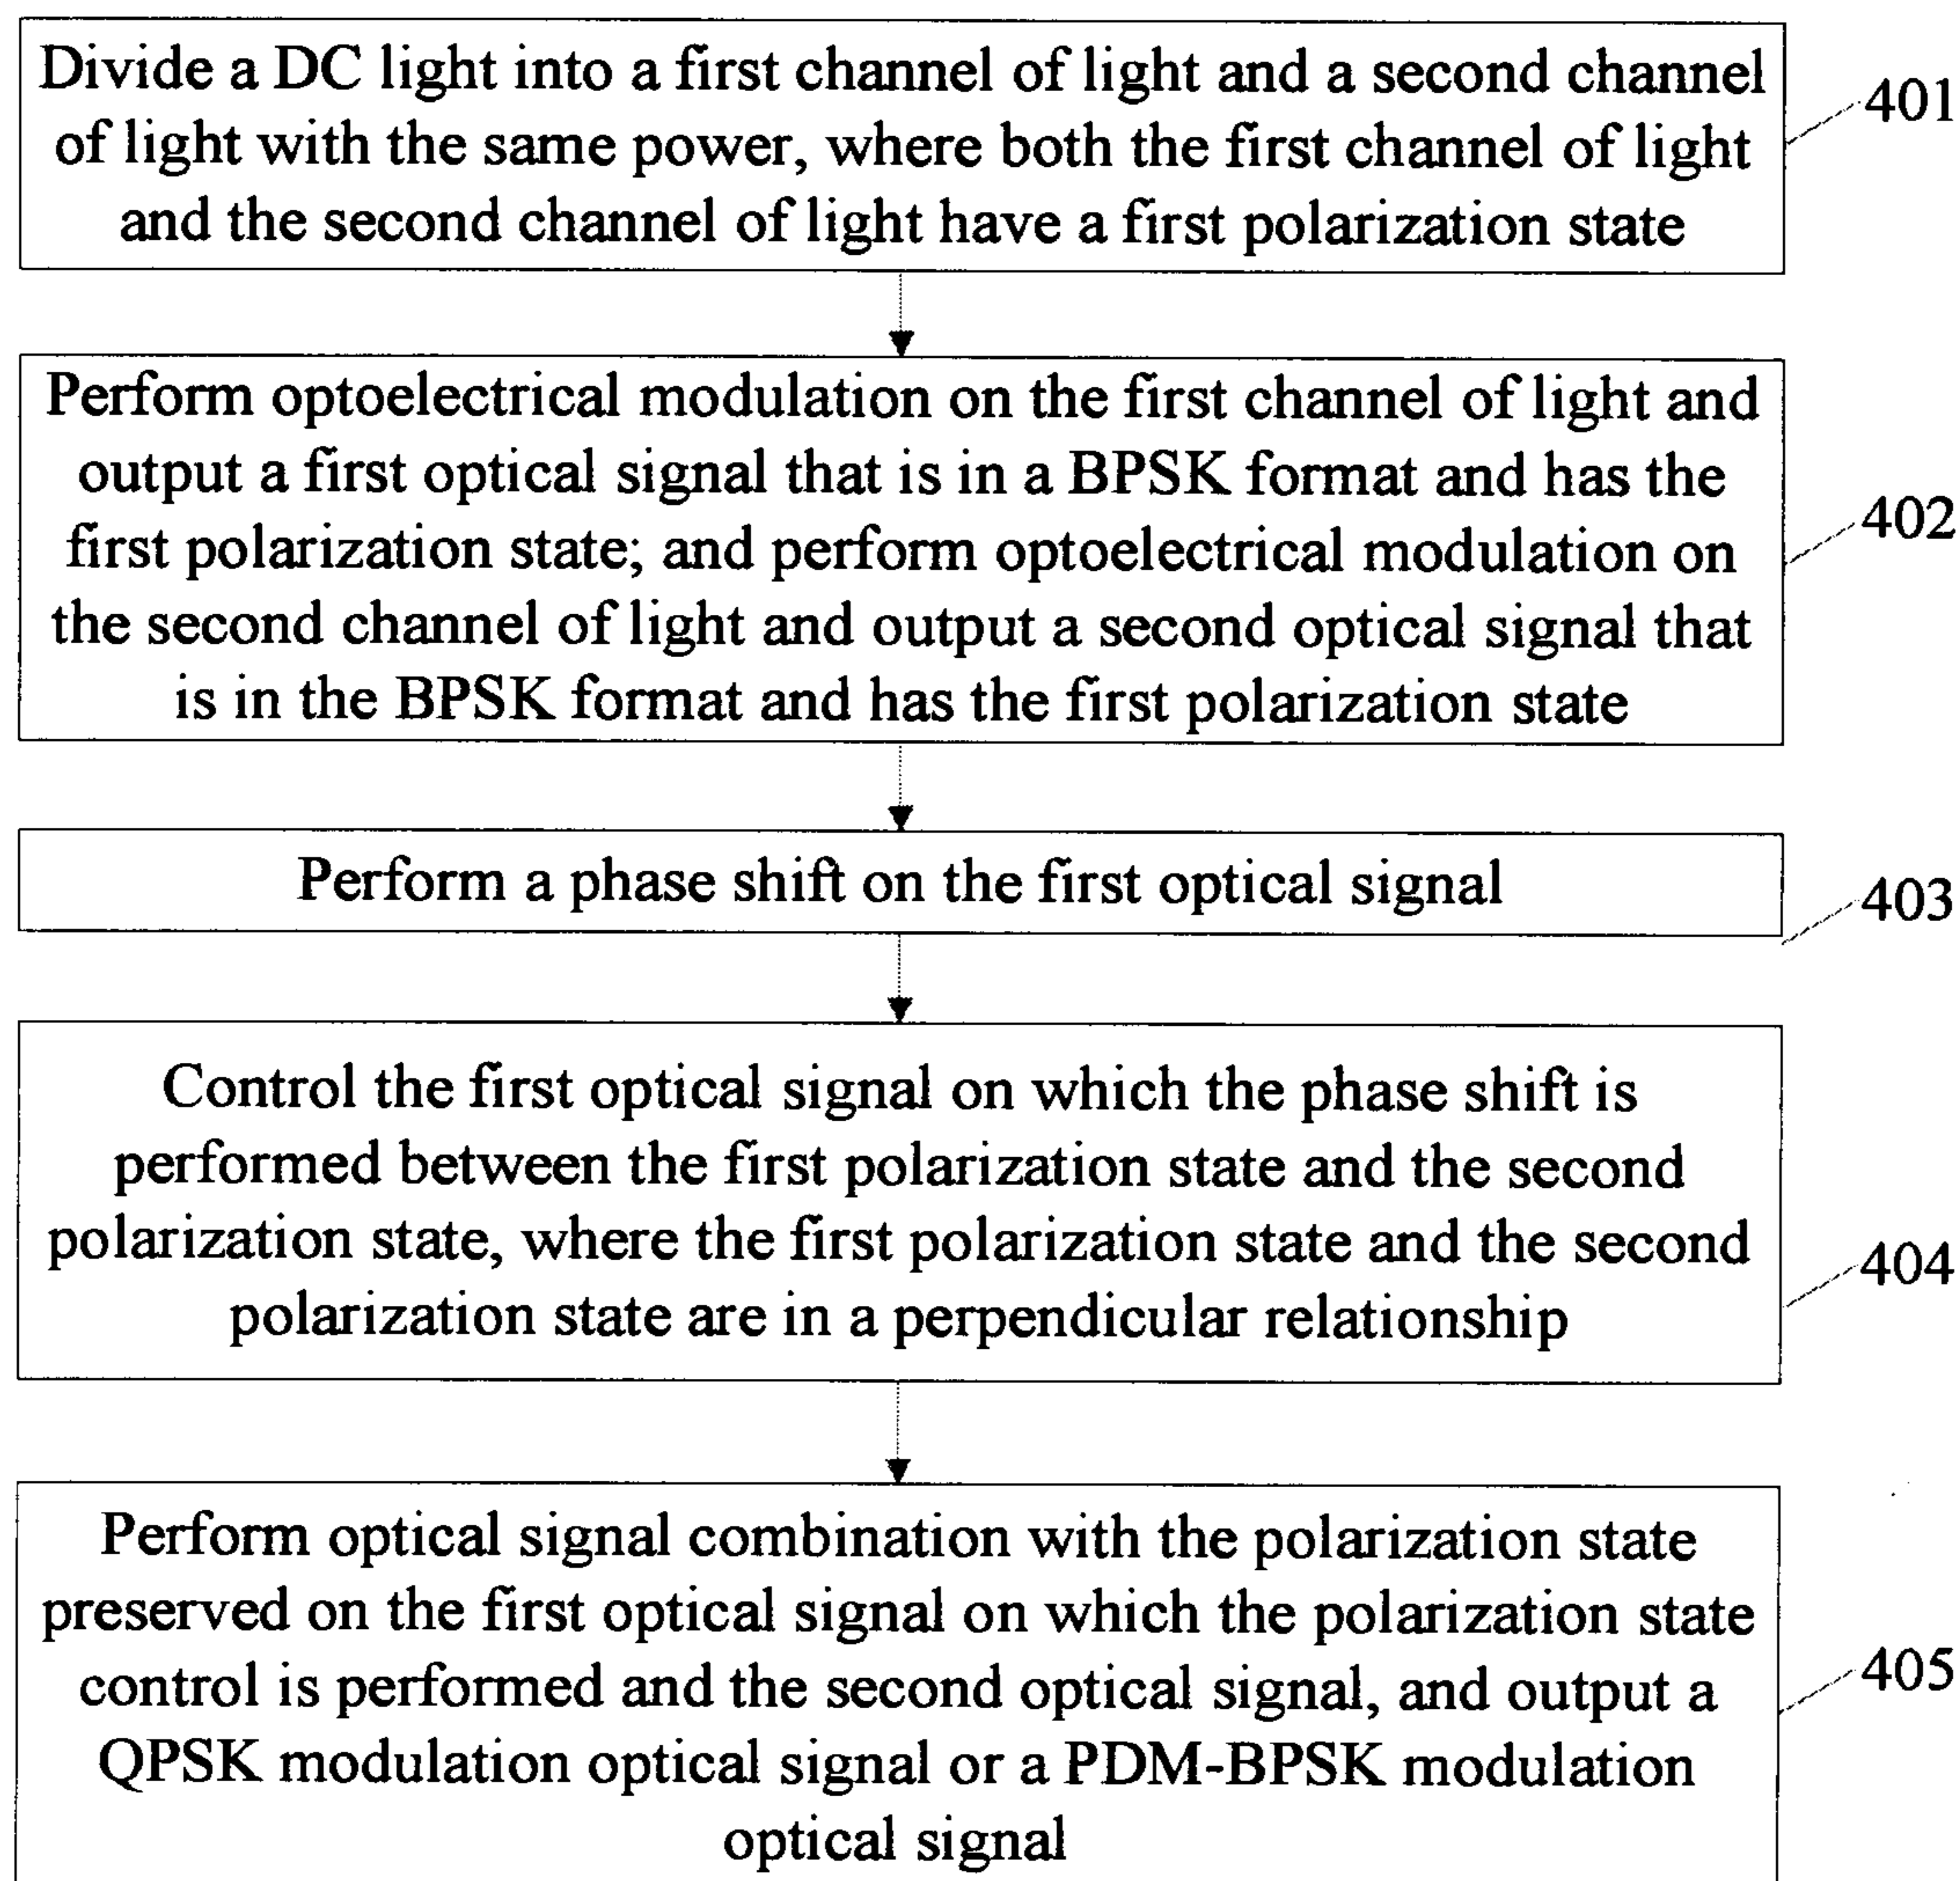 Divide a DC light into a first channel of light and a second channel
of light with the same power, where both the first channel of light
and the second channel of light have a first polarization state
401
Perform optoelectrical modulation on the first channel of light and
output a first optical signal that is in a BPSK format and has the
first polarization state; and perform optoelectrical modulation on
the second channel of light and output a second optical signal that
is in the BPSK format and has the first polarization state
402
Perform a phase shift on the first optical signal
403
Control the first optical signal on which the phase shift is
performed between the first polarization state and the second
polarization state, where the first polarization state and the second
polarization state are in a perpendicular relationship
404
Perform optical signal combination with the polarization state
preserved on the first optical signal on which the polarization state
control is performed and the second optical signal, and output a
QPSK modulation optical signal or a PDM-BPSK modulation
optical signal
405